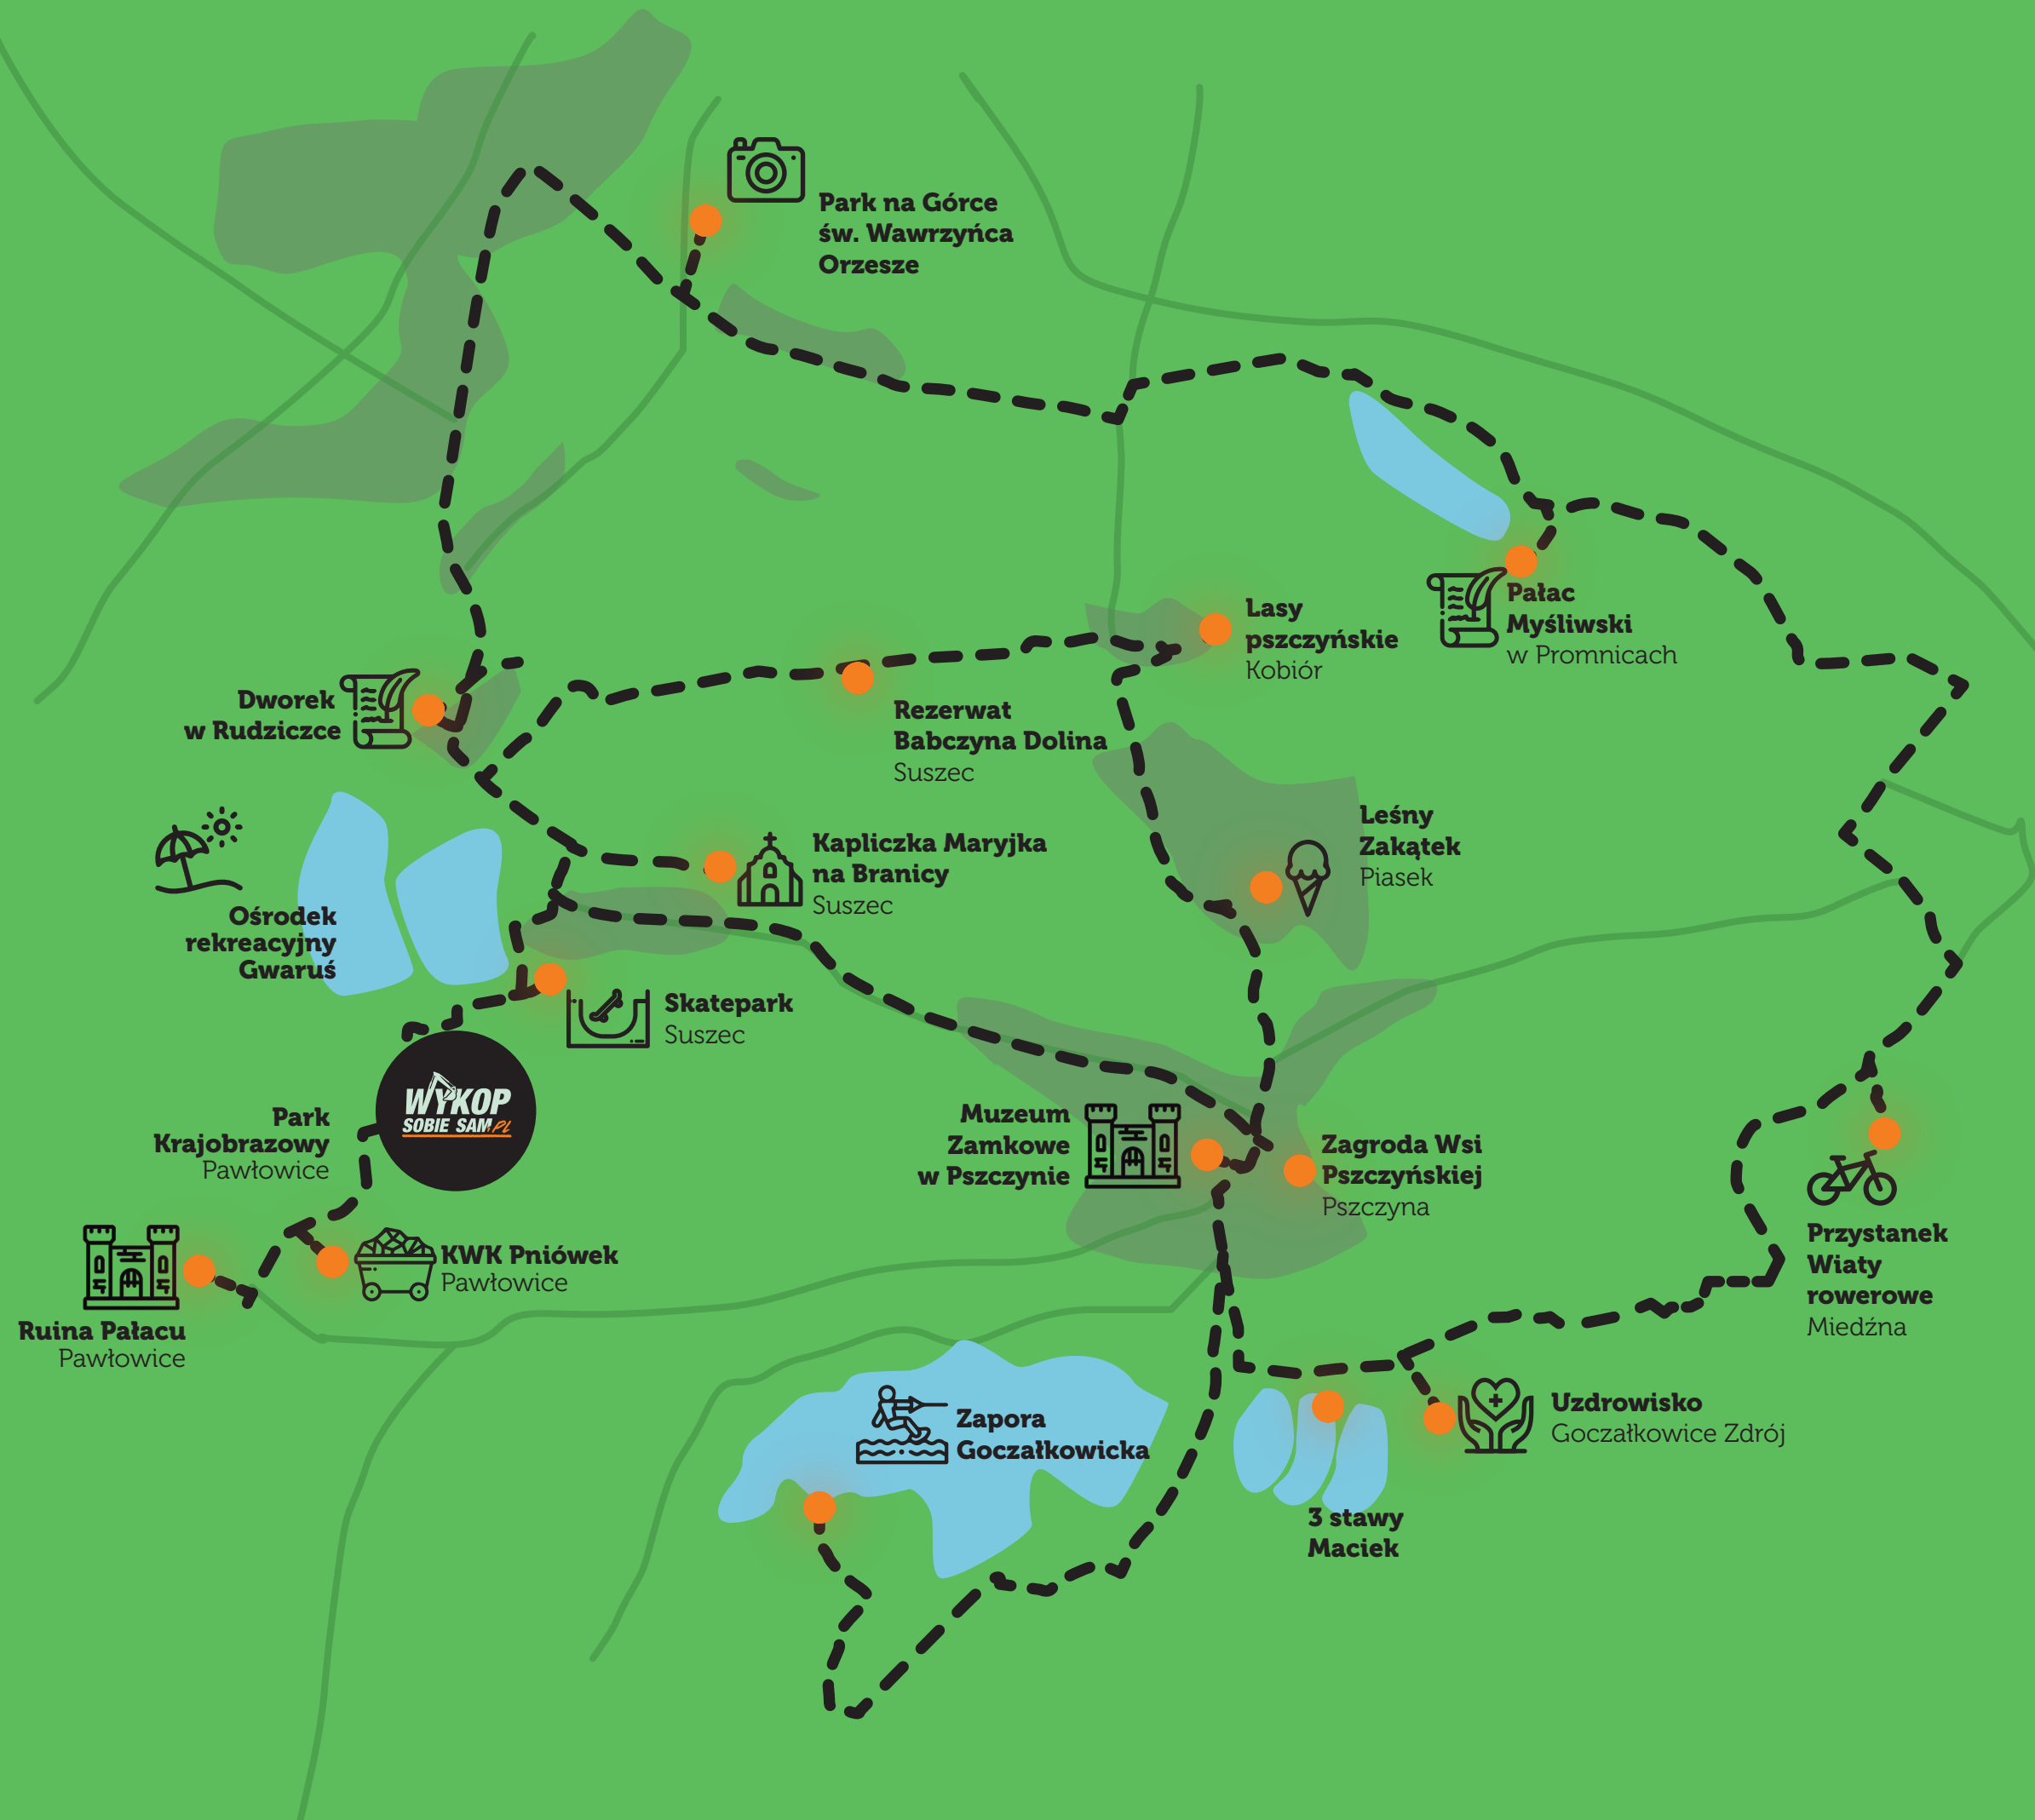 Park na Górce
św. Wawrzyńca
Orzesze
Lasy
pszczyńskie
Kobiór
Pałac
Myśliwski
w Promnicach
Dworek
w Rudziczce
Rezerwat
Babczyna Dolina
Suszec
Leśny
Zakątek
Piasek
Kapliczka Maryjka
na Branicy
Suszec
Ośrodek
rekreacyjny
Gwaruś
Skatepark
Suszec
WYKOP
SOBIE SAM.PL
Park
Krajobrazowy
Pawłowice
Muzeum
Zamkowe
w Pszczynie
Zagroda Wsi
Pszczyńskiej
Pszczyna
Przystanek
Wiaty
rowerowe
Miedźna
KWK Pniówek
Pawłowice
Ruina Pałacu
Pawłowice
Zapora
Goczałkowicka
Uzdrowisko
Goczałkowice Zdrój
3 stawy
Maciek